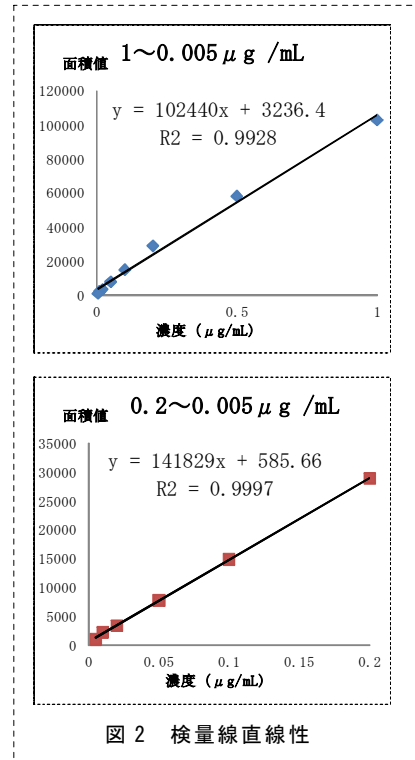 1～0.005μg /mL
面積値
120000
y = 102440x + 3236.4
100000
R2 = 0.9928
80000
60000
40000
20000
0
0 0.5 1
濃度 (μg/mL)
0.2～0.005μg /mL
面積値
35000
y = 141829x + 585.66
30000
R2 = 0.9997
25000
20000
15000
10000
5000
0
0 0.05 0.1 0.15 0.2
濃度 (μg/mL)
図 2 検量線直線性